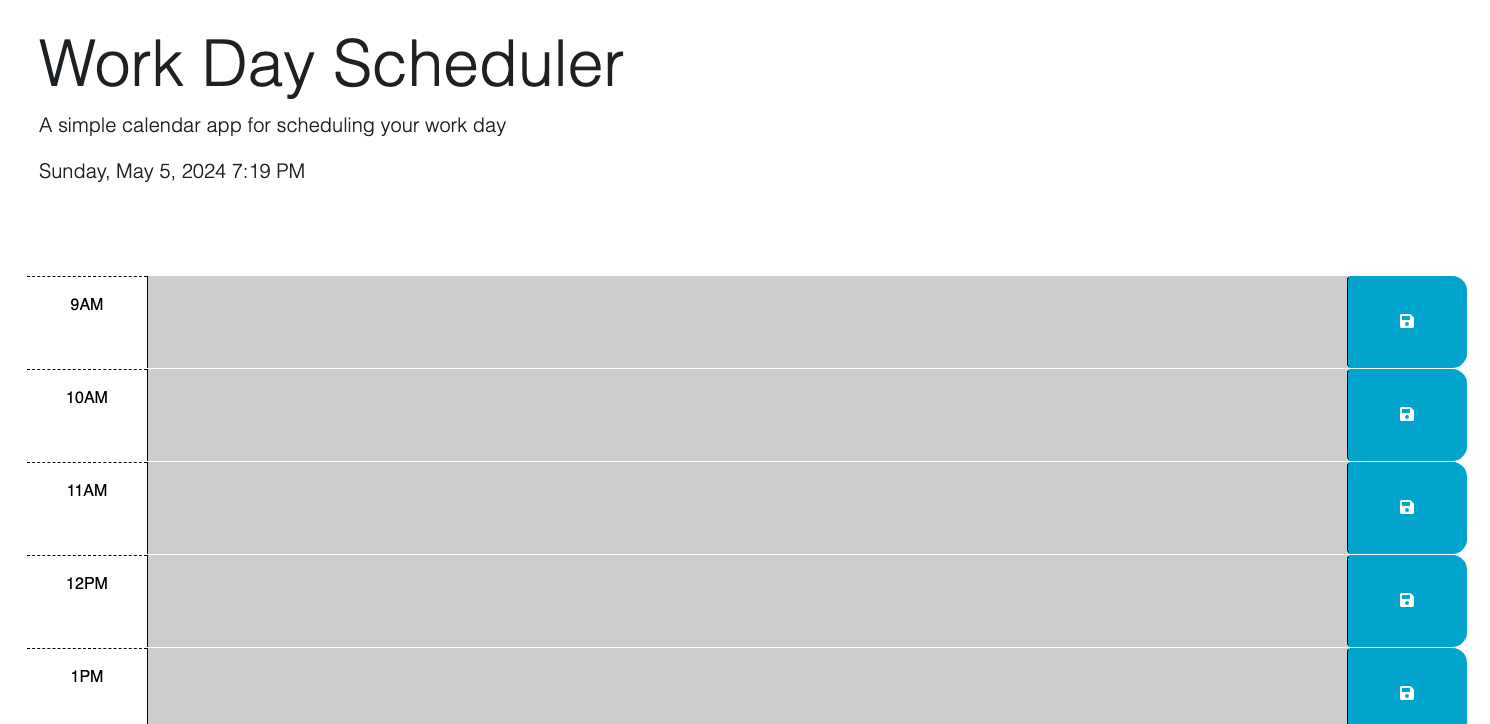 Work Day Scheduler
A simple calendar app for scheduling your work day
Sunday, May 5, 2024 7:19 PM
9AM
10AM
11AM
12PM
1PM